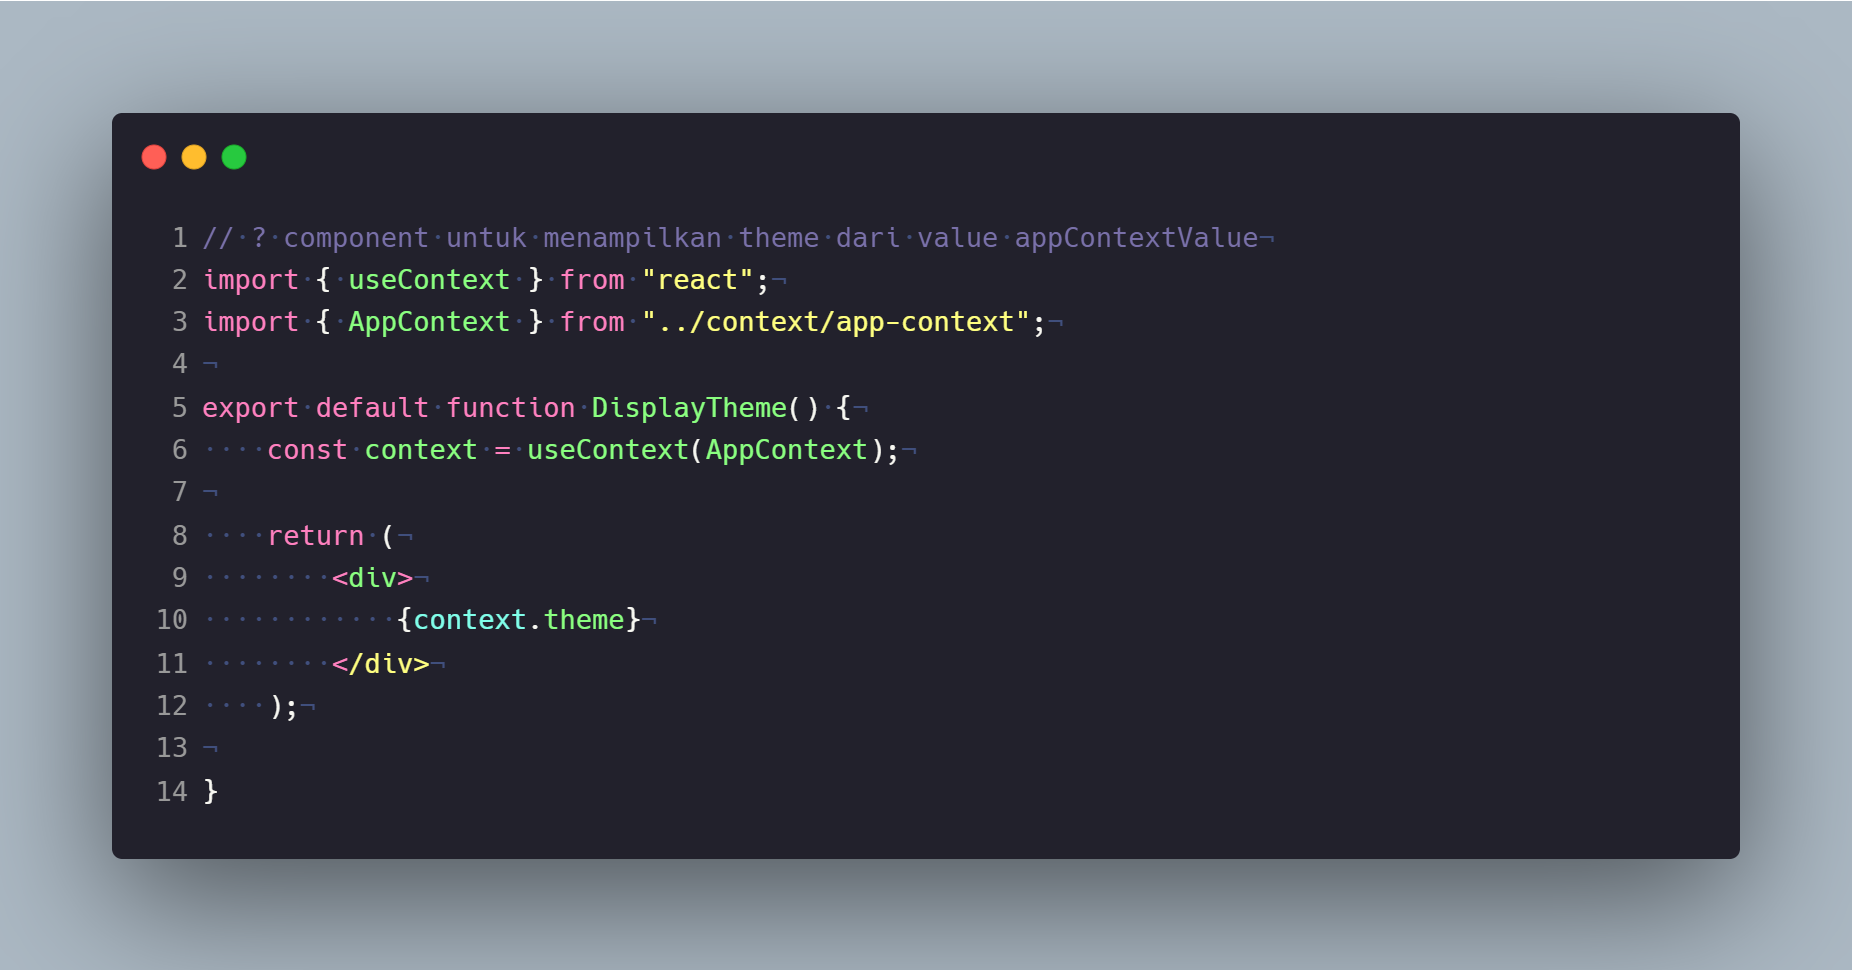 1 // ? component untuk menampilkan theme dari value appContextValue¬
2 import { useContext } from "react";¬
3 import { AppContext } from "../context/app-context";¬
4 ¬
5 export default function DisplayTheme() {¬
6 ····const context = useContext(AppContext);¬
7 ¬
8 ····return (¬
9 ········<div>¬
10 ············{context.theme}¬
11 ········</div>¬
12 ····);¬
13 ¬
14 }